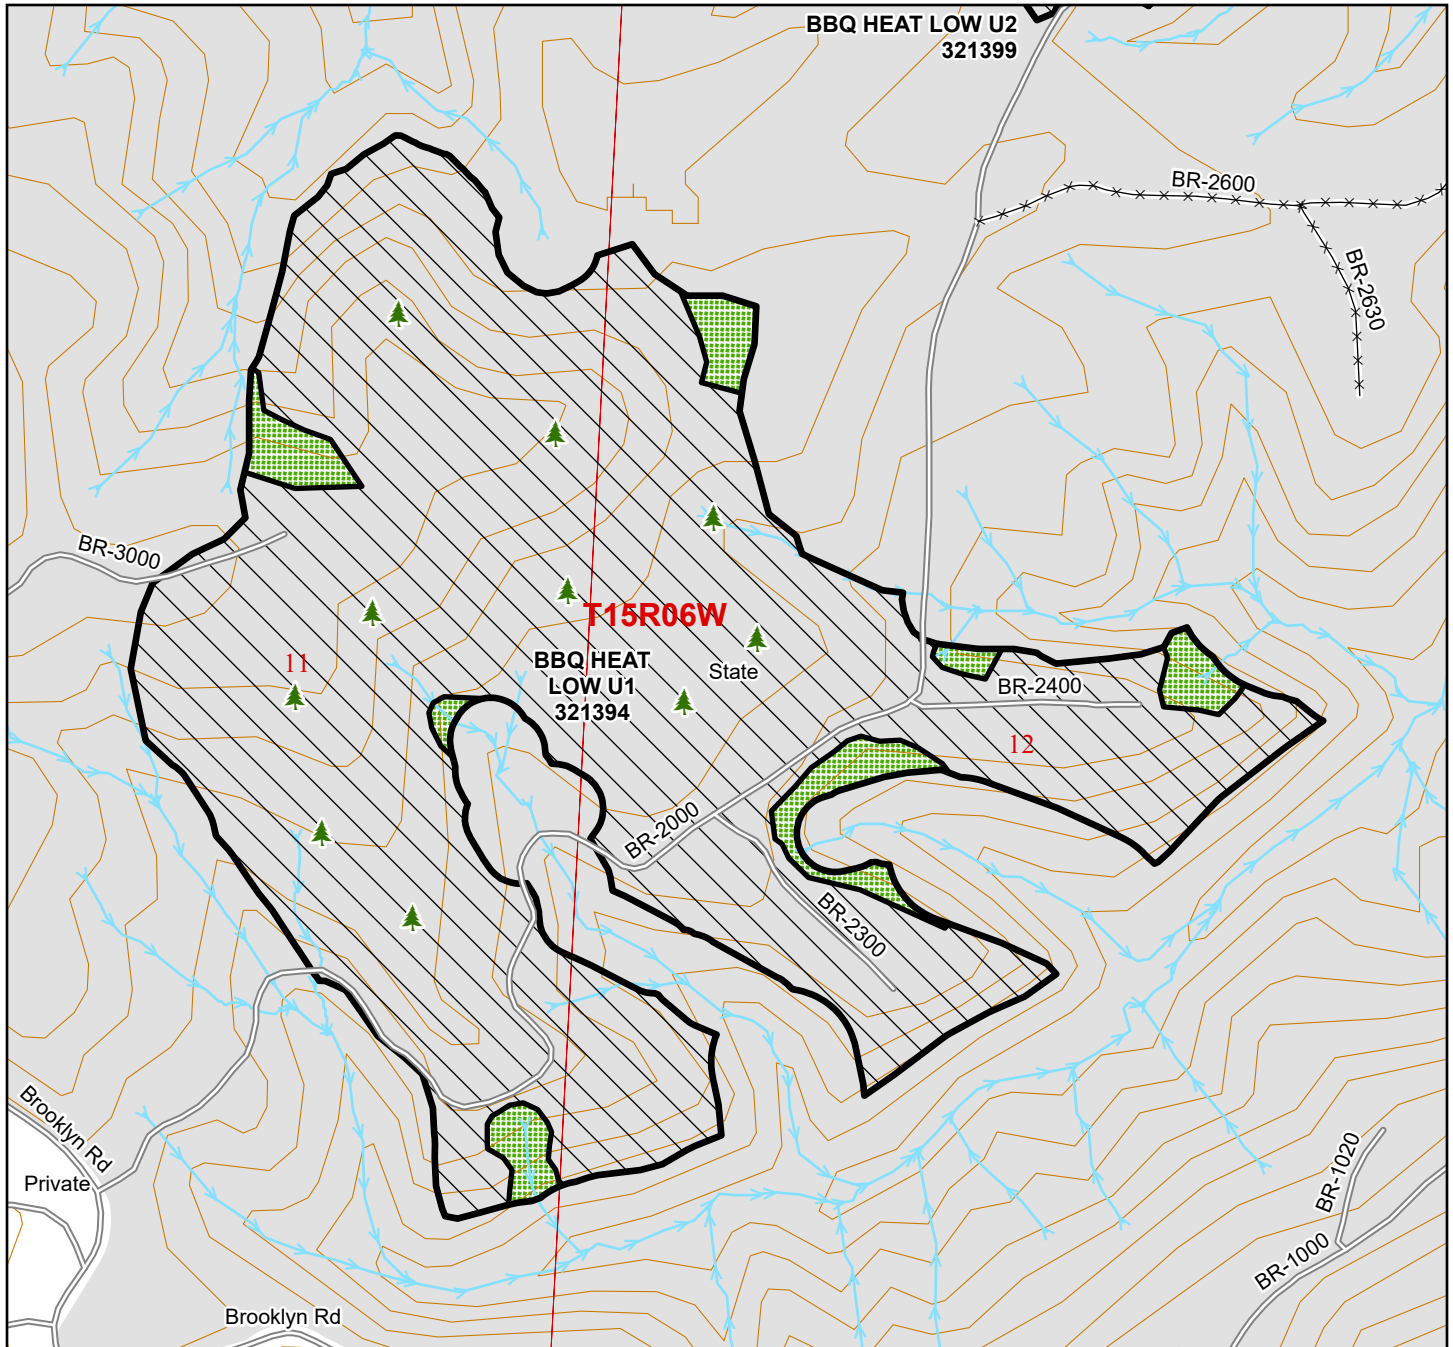 BBQ HEAT LOW U2
321399
BR-2600
BR-2630
BR-3000
T15R06W
11
BBQ HEAT
LOW U1
321394
State
BR-2400
12
BR-2000
BR-2300
Brooklyn Rd
Private
BR-1020
BR-1000
Brooklyn Rd